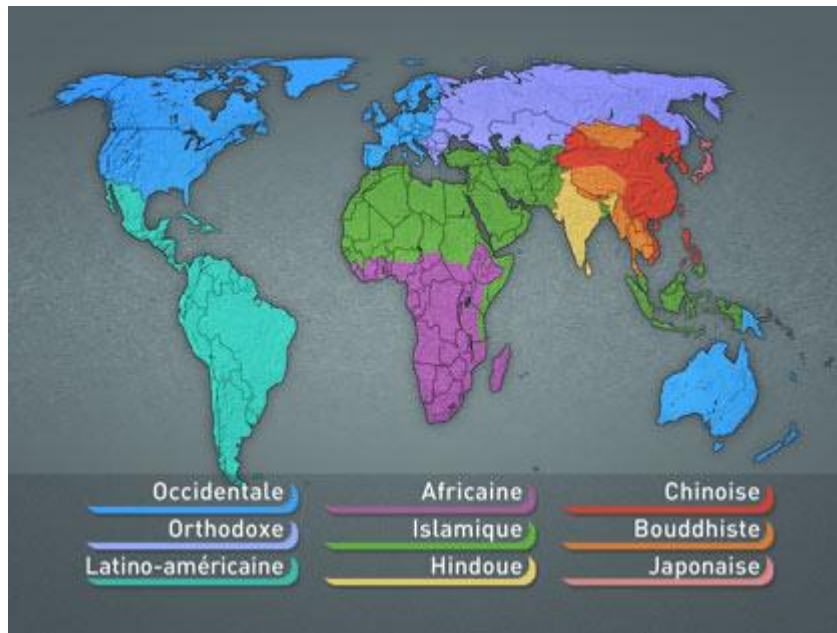 Occidentale
Africaine
Chinoise
Orthodoxe
Islamique
Bouddhiste
Latino-américaine
Hindoue
Japonaise